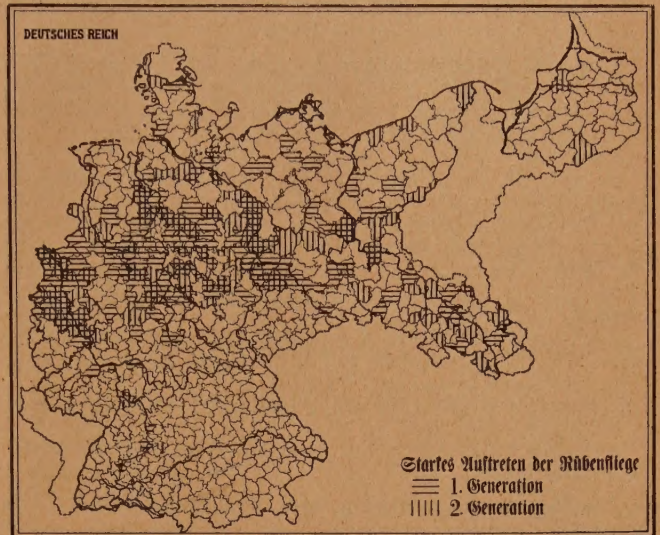 DEUTSCHES REICH
Starkes Auftreten der Rübenfliege
1. Generation
2. Generation